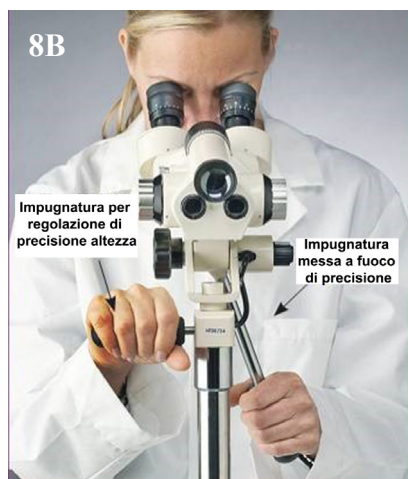 8B
Impugnatura per
regolazione di
precisione altezza
Impugnatura
messa a fuoco
di precisione